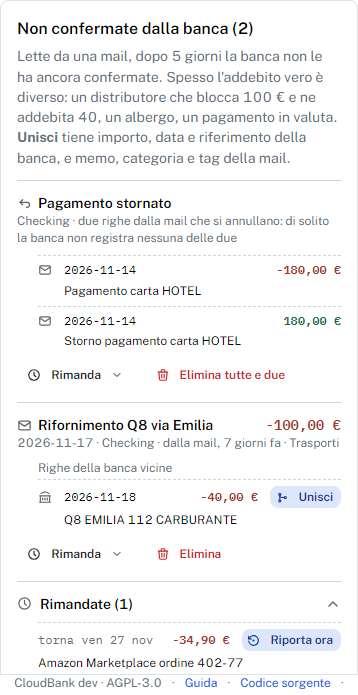 Non confermate dalla banca (2)
Lette da una mail, dopo 5 giorni la banca non le
ha ancora confermate. Spesso l'addebito vero è
diverso: un distributore che blocca 100 € e ne
addebita 40, un albergo, un pagamento in valuta.
Unisci tiene importo, data e riferimento della
banca, e memo, categoria e tag della mail.
Pagamento stornato
Checking · due righe dalla mail che si annullano: di solito
la banca non registra nessuna delle due
2026-11-14 -180,00 €
Pagamento carta HOTEL
2026-11-14 180,00 €
Storno pagamento carta HOTEL
Rimanda Elimina tutte e due
Rifornimento Q8 via Emilia -100,00 €
2026-11-17 · Checking · dalla mail, 7 giorni fa · Trasporti
Righe della banca vicine
2026-11-18 -40,00 € Unisci
Q8 EMILIA 112 CARBURANTE
Rimanda Elimina
Rimandate (1)
torna ven 27 nov -34,90 € Riporta ora
Amazon Marketplace ordine 402-77
CloudBank dev · AGPL-3.0 · Guida · Codice sorgente ·